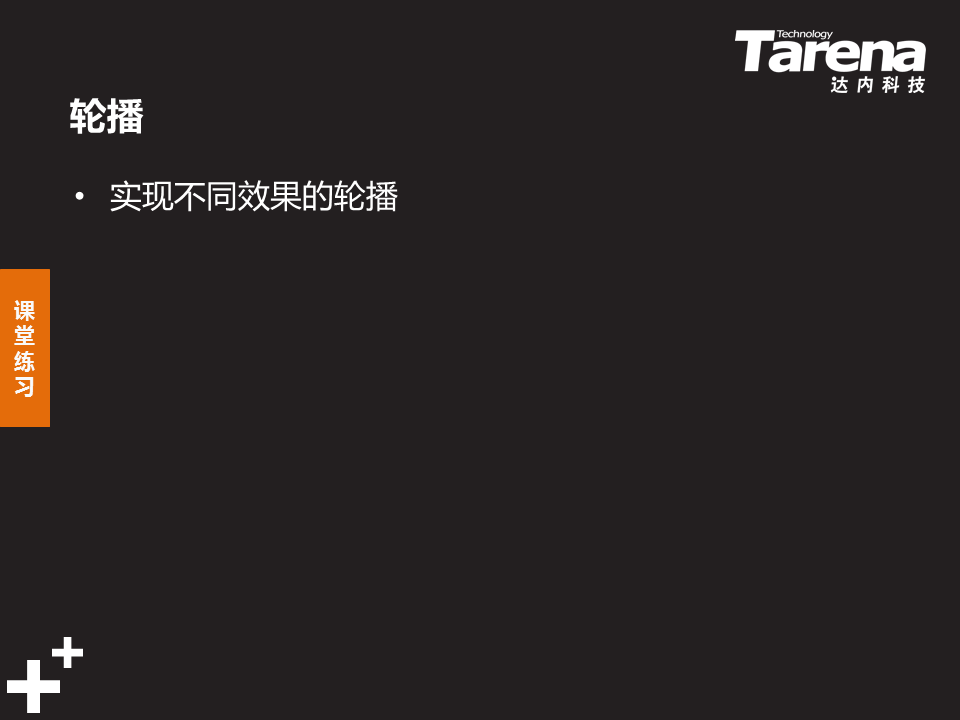 Technology
Tarena
达内科技
轮播
• 实现不同效果的轮播
课
堂
练
习